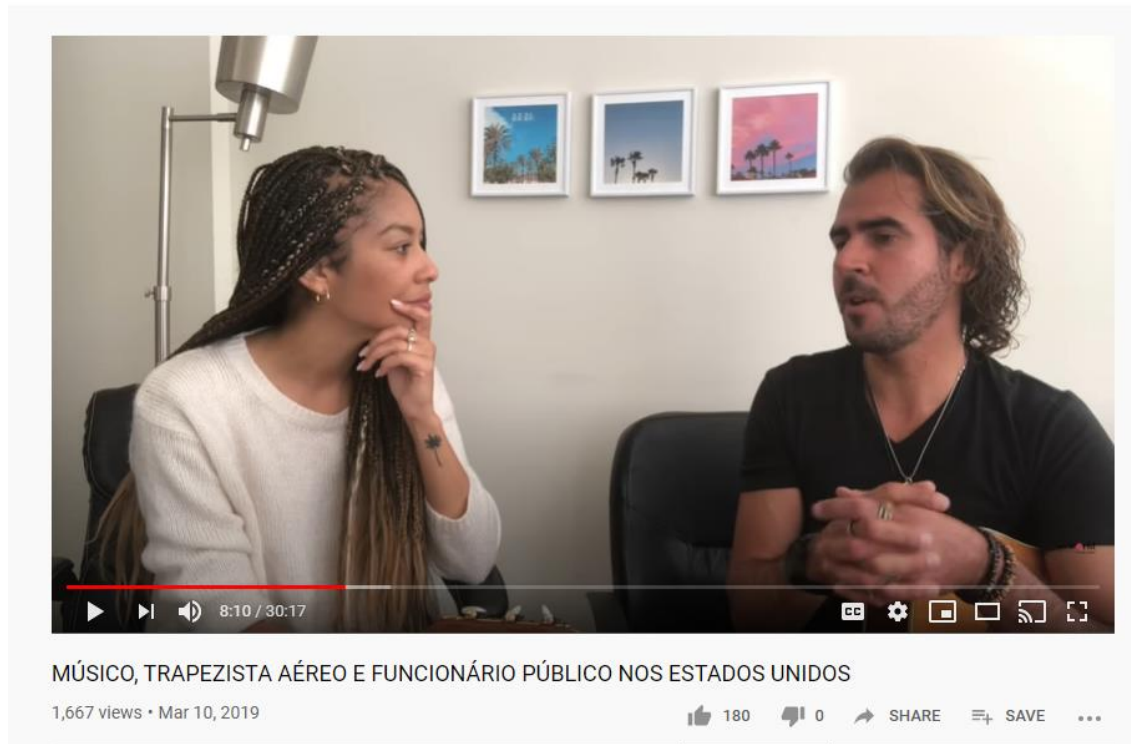 8:10 / 30:17
CC
MÚSICO, TRAPEZISTA AÉREO E FUNCIONÁRIO PÚBLICO NOS ESTADOS UNIDOS
1,667 views • Mar 10, 2019
180
0
SHARE
SAVE